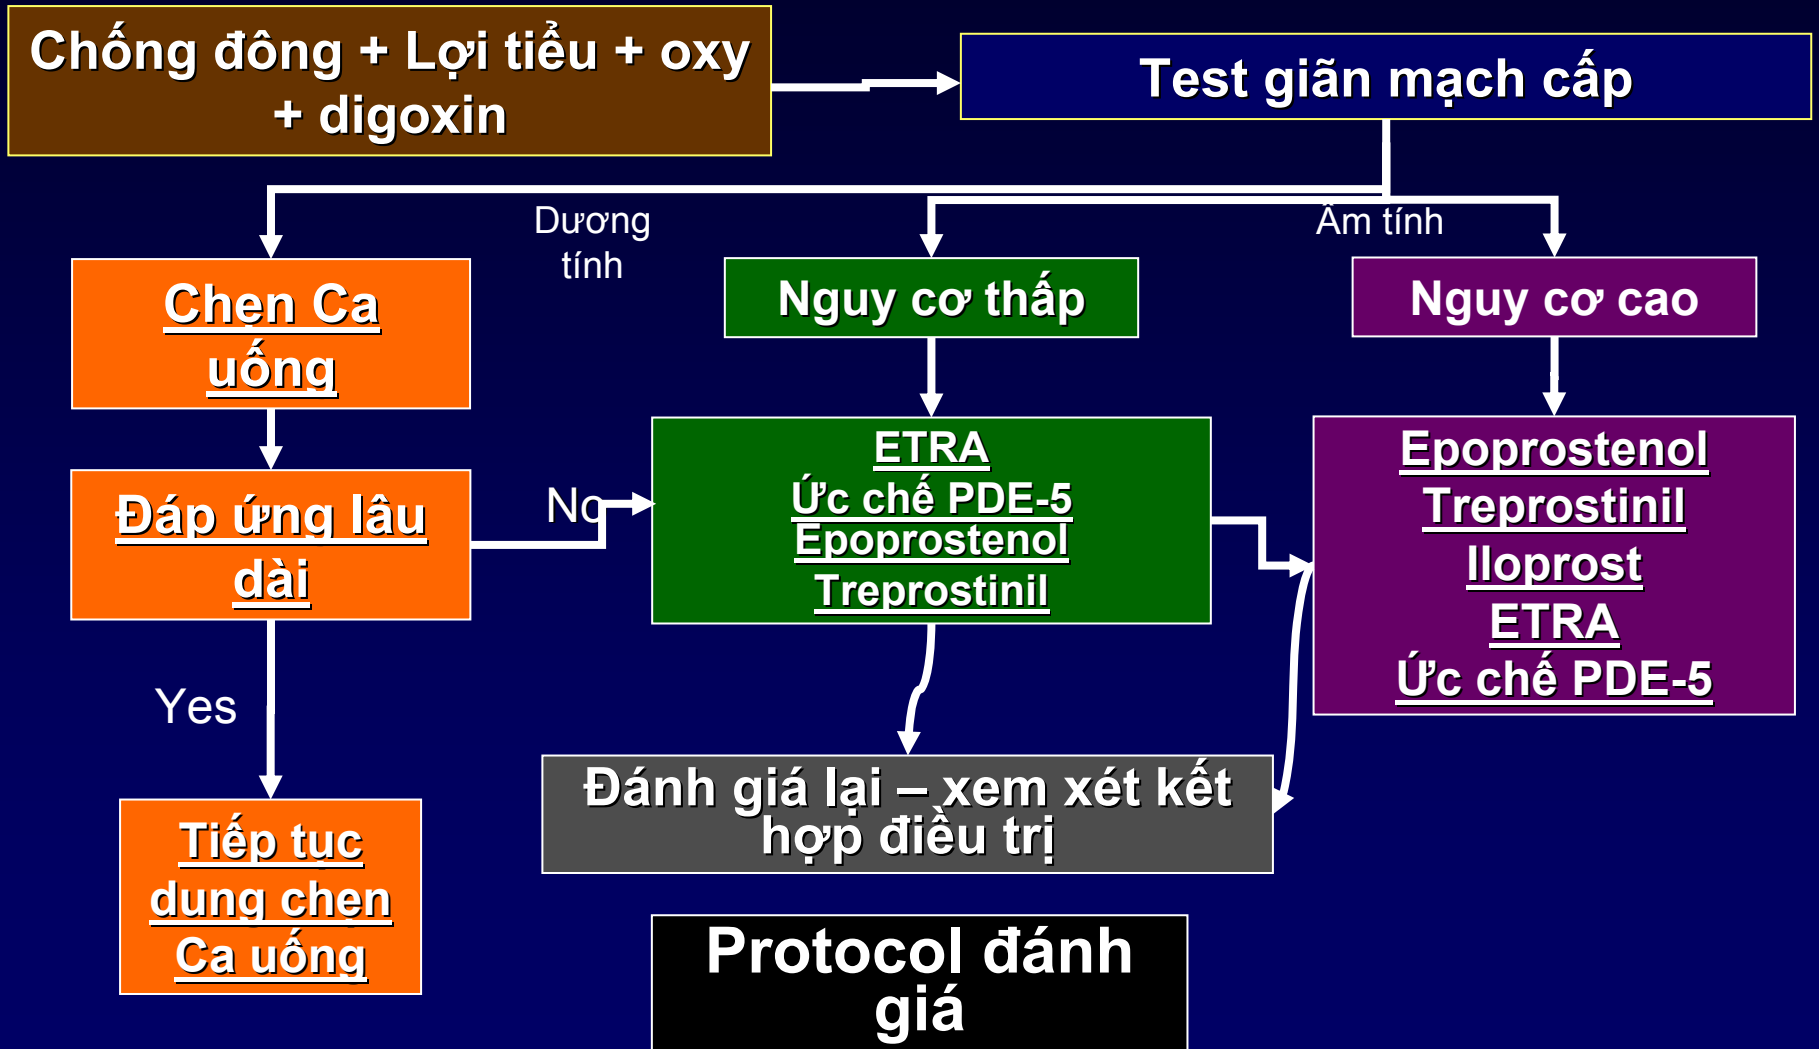 Chống đông + Lợi tiểu + oxy
+ digoxin
Test giãn mạch cấp
Dương
tính
Âm tính
Chẹn Ca
uống
Nguy cơ thấp
Nguy cơ cao
Đáp ứng lâu
dài
No
ETRA
Ức chế PDE-5
Epoprostenol
Treprostinil
Epoprostenol
Treprostinil
Iloprost
ETRA
Ức chế PDE-5
Yes
Đánh giá lại – xem xét kết
hợp điều trị
Tiếp tục
dung chẹn
Ca uống
Protocol đánh
giá